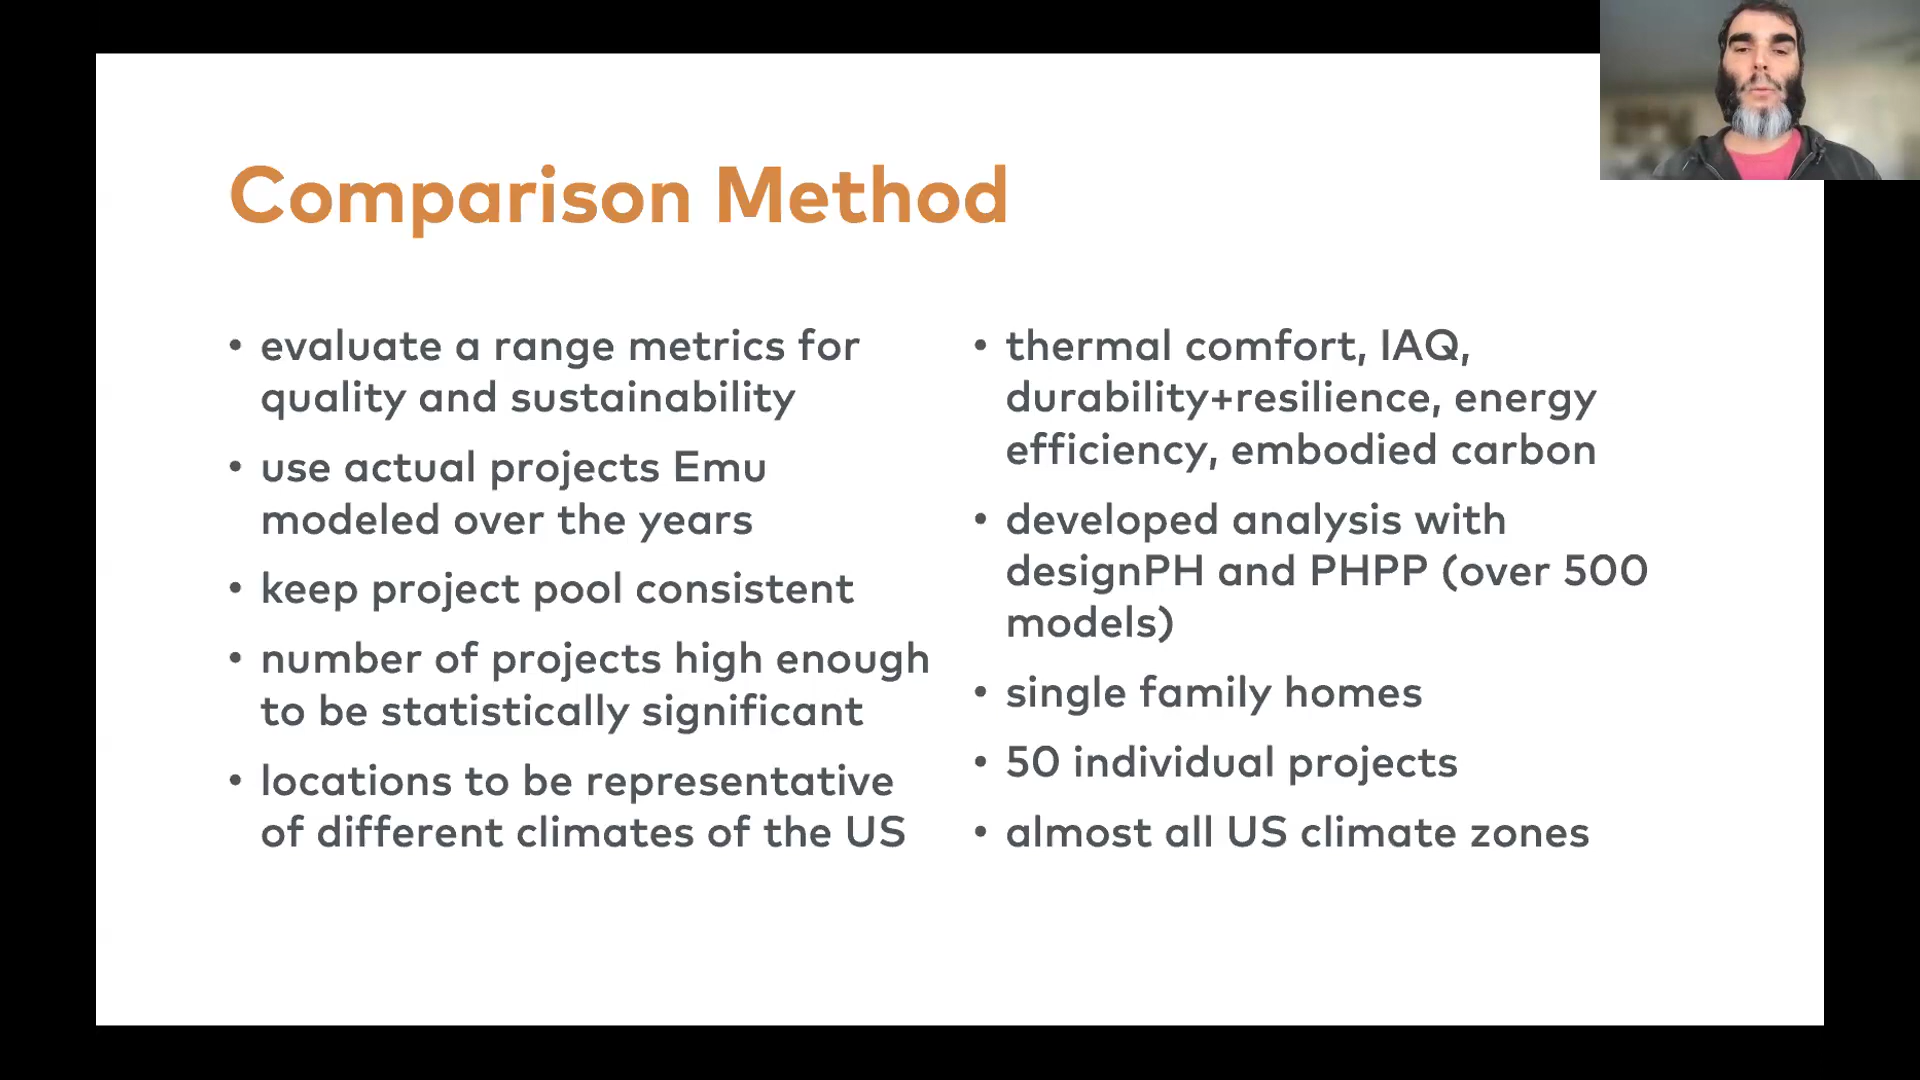 Comparison Method
• evaluate a range metrics for
quality and sustainability
• use actual projects Emu
modeled over the years
• keep project pool consistent
• number of projects high enough
to be statistically significant
• locations to be representative
of different climates of the US
• thermal comfort, IAQ,
durability+resilience, energy
efficiency, embodied carbon
• developed analysis with
designPH and PHPP (over 500
models)
• single family homes
• 50 individual projects
• almost all US climate zones